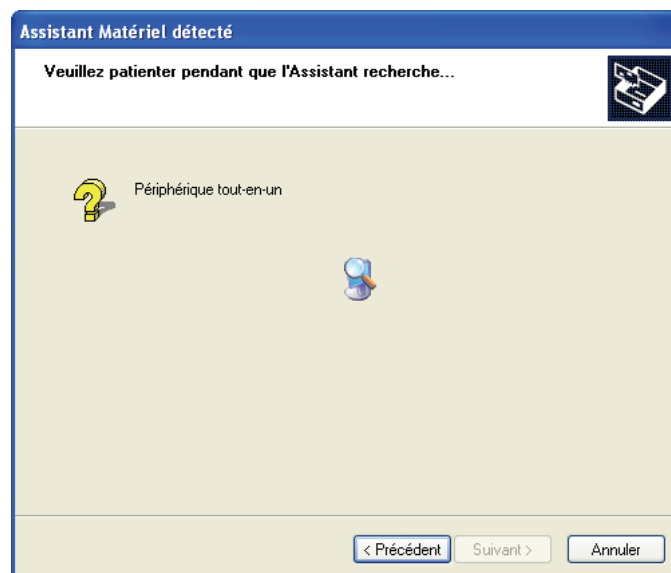 Assistant Matériel détecté
Veuillez patienter pendant que l'Assistant recherche...
Périphérique tout-en-un
< Précédent Suivant > Annuler